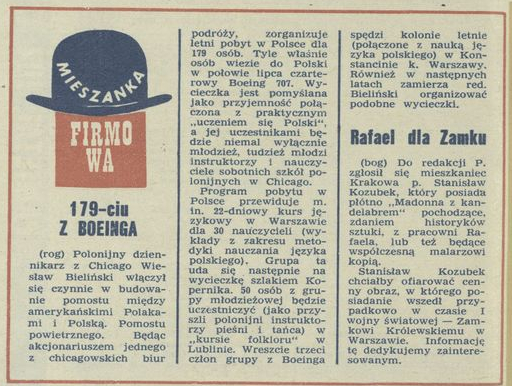 MIESZANKA
FIRMO
WA
179-ciu
Z BOEINGA
(rog) Polonijny dzien-
nikarz z Chicago Wie-
sław Bieliński włączył
się czynnie w budowa-
nie pomostu między
amerykańskimi Polaka-
mi i Polską. Pomostu
powietrznego. Będąc
akcjonariuszem jednego
z chicagowskich biur
podróży, zorganizuje
letni pobyt w Polsce dla
179 osób. Tyle właśnie
osób wiezie do Polski
w połowie lipca czarte-
rowy Boeing 707. Wy-
cieczka jest pomyślana
jako przyjemność połą-
czona z praktycznym
„uczeniem się Polski",
a jej uczestnikami bę-
dzie niemal wyłącznie
młodzież, tudzież młodzi
instruktorzy i nauczy-
ciele sobotnich szkół po-
lonijnych w Chicago.
Program pobytu w
Polsce przewiduje m.
in. 22-dniowy kurs ję-
zykowy w Warszawie
dla 30 nauczycieli (wy-
kłady z zakresu meto-
dyki nauczania języka
polskiego). Grupa ta
uda się następnie na
wycieczkę szlakiem Ko-
pernika. 50 osób z gru-
py młodzieżowej będzie
uczestniczyć (jako przy-
szli polonijni instrukto-
rzy pieśni i tańca) w
„kursie folkloru" w
Lublinie. Wreszcie trzeci
człon grupy z Boeinga
spędzi kolonie letnie
(połączone z nauką ję-
zyka polskiego) w Kon-
stancinie k. Warszawy.
Również w następnych
latach zamierza red.
Bieliński organizować
podobne wycieczki.
Rafael dla Zamku
(bog) Do redakcji P.
zgłosił się mieszkaniec
Krakowa p. Stanisław
Kozubek, który posiada
płótno „Madonna z kan-
delabrem" pochodzące,
zdaniem historyków
sztuki, z pracowni Ra-
faela, lub też będące
współczesną malarzowi
kopią.
Stanisław Kozubek
chciałby ofiarować cen-
ny obraz, w którego po-
siadanie wszedł przy-
padkowo w czasie I
wojny światowej — Zam-
kowi Królewskiemu w
Warszawie. Informację
tę dedykujemy zaintere-
sowanym.